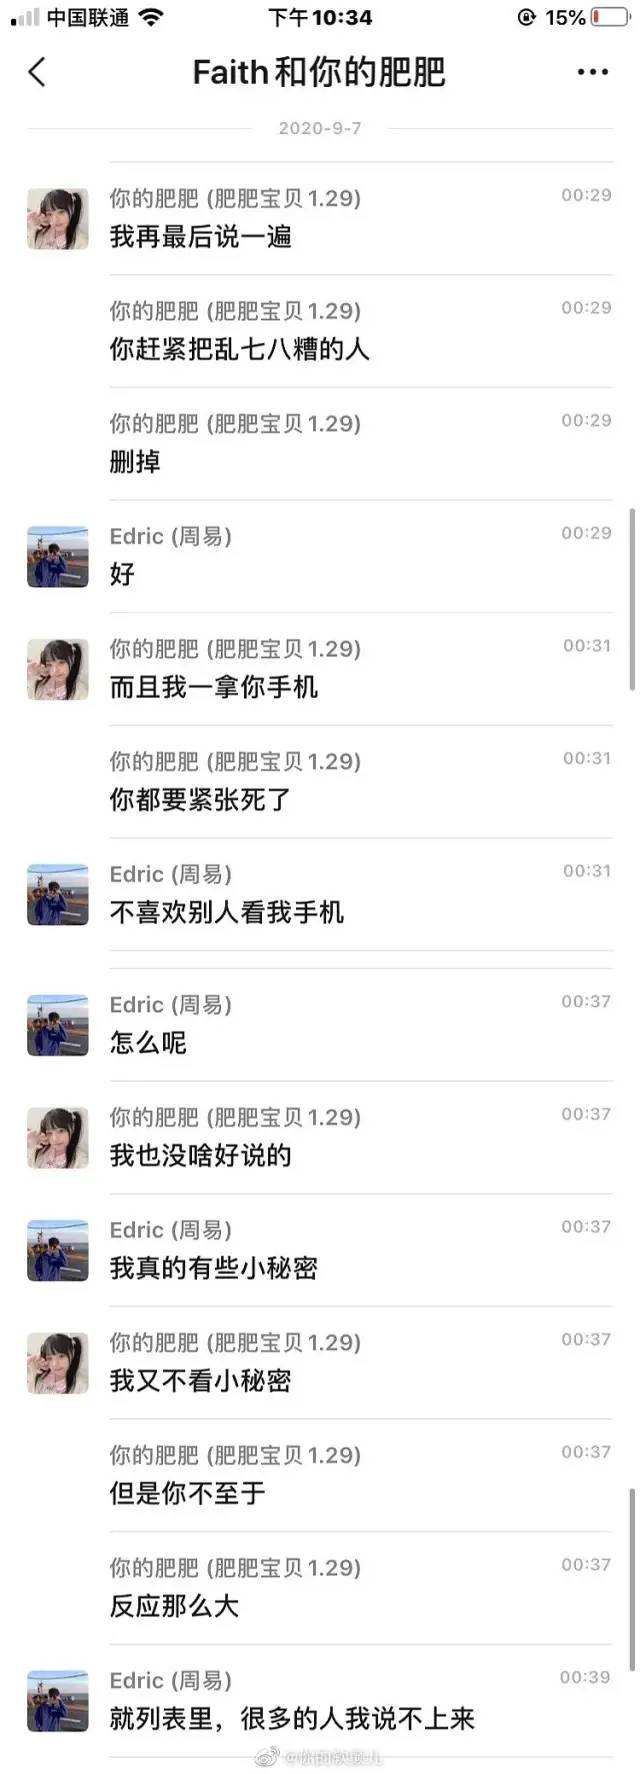 中国联通
下午10:34
15%
Faith和你的肥肥
2020-9-7
你的肥肥 (肥肥宝贝1.29)
00:29
我再最后说一遍
你的肥肥 (肥肥宝贝1.29)
00:29
你赶紧把乱七八糟的人
你的肥肥 (肥肥宝贝1.29)
00:29
删掉
Edric (周易)
00:29
好
你的肥肥 (肥肥宝贝1.29)
00:31
而且我一拿你手机
你的肥肥 (肥肥宝贝1.29)
00:31
你都要紧张死了
Edric (周易)
00:31
不喜欢别人看我手机
Edric (周易)
00:37
怎么呢
你的肥肥 (肥肥宝贝1.29)
00:37
我也没啥好说的
Edric (周易)
00:37
我真的有些小秘密
你的肥肥 (肥肥宝贝1.29)
00:37
我又不看小秘密
你的肥肥 (肥肥宝贝1.29)
00:37
但是你不至于
你的肥肥 (肥肥宝贝1.29)
00:37
反应那么大
Edric (周易)
00:39
就列表里，很多的人我说不上来